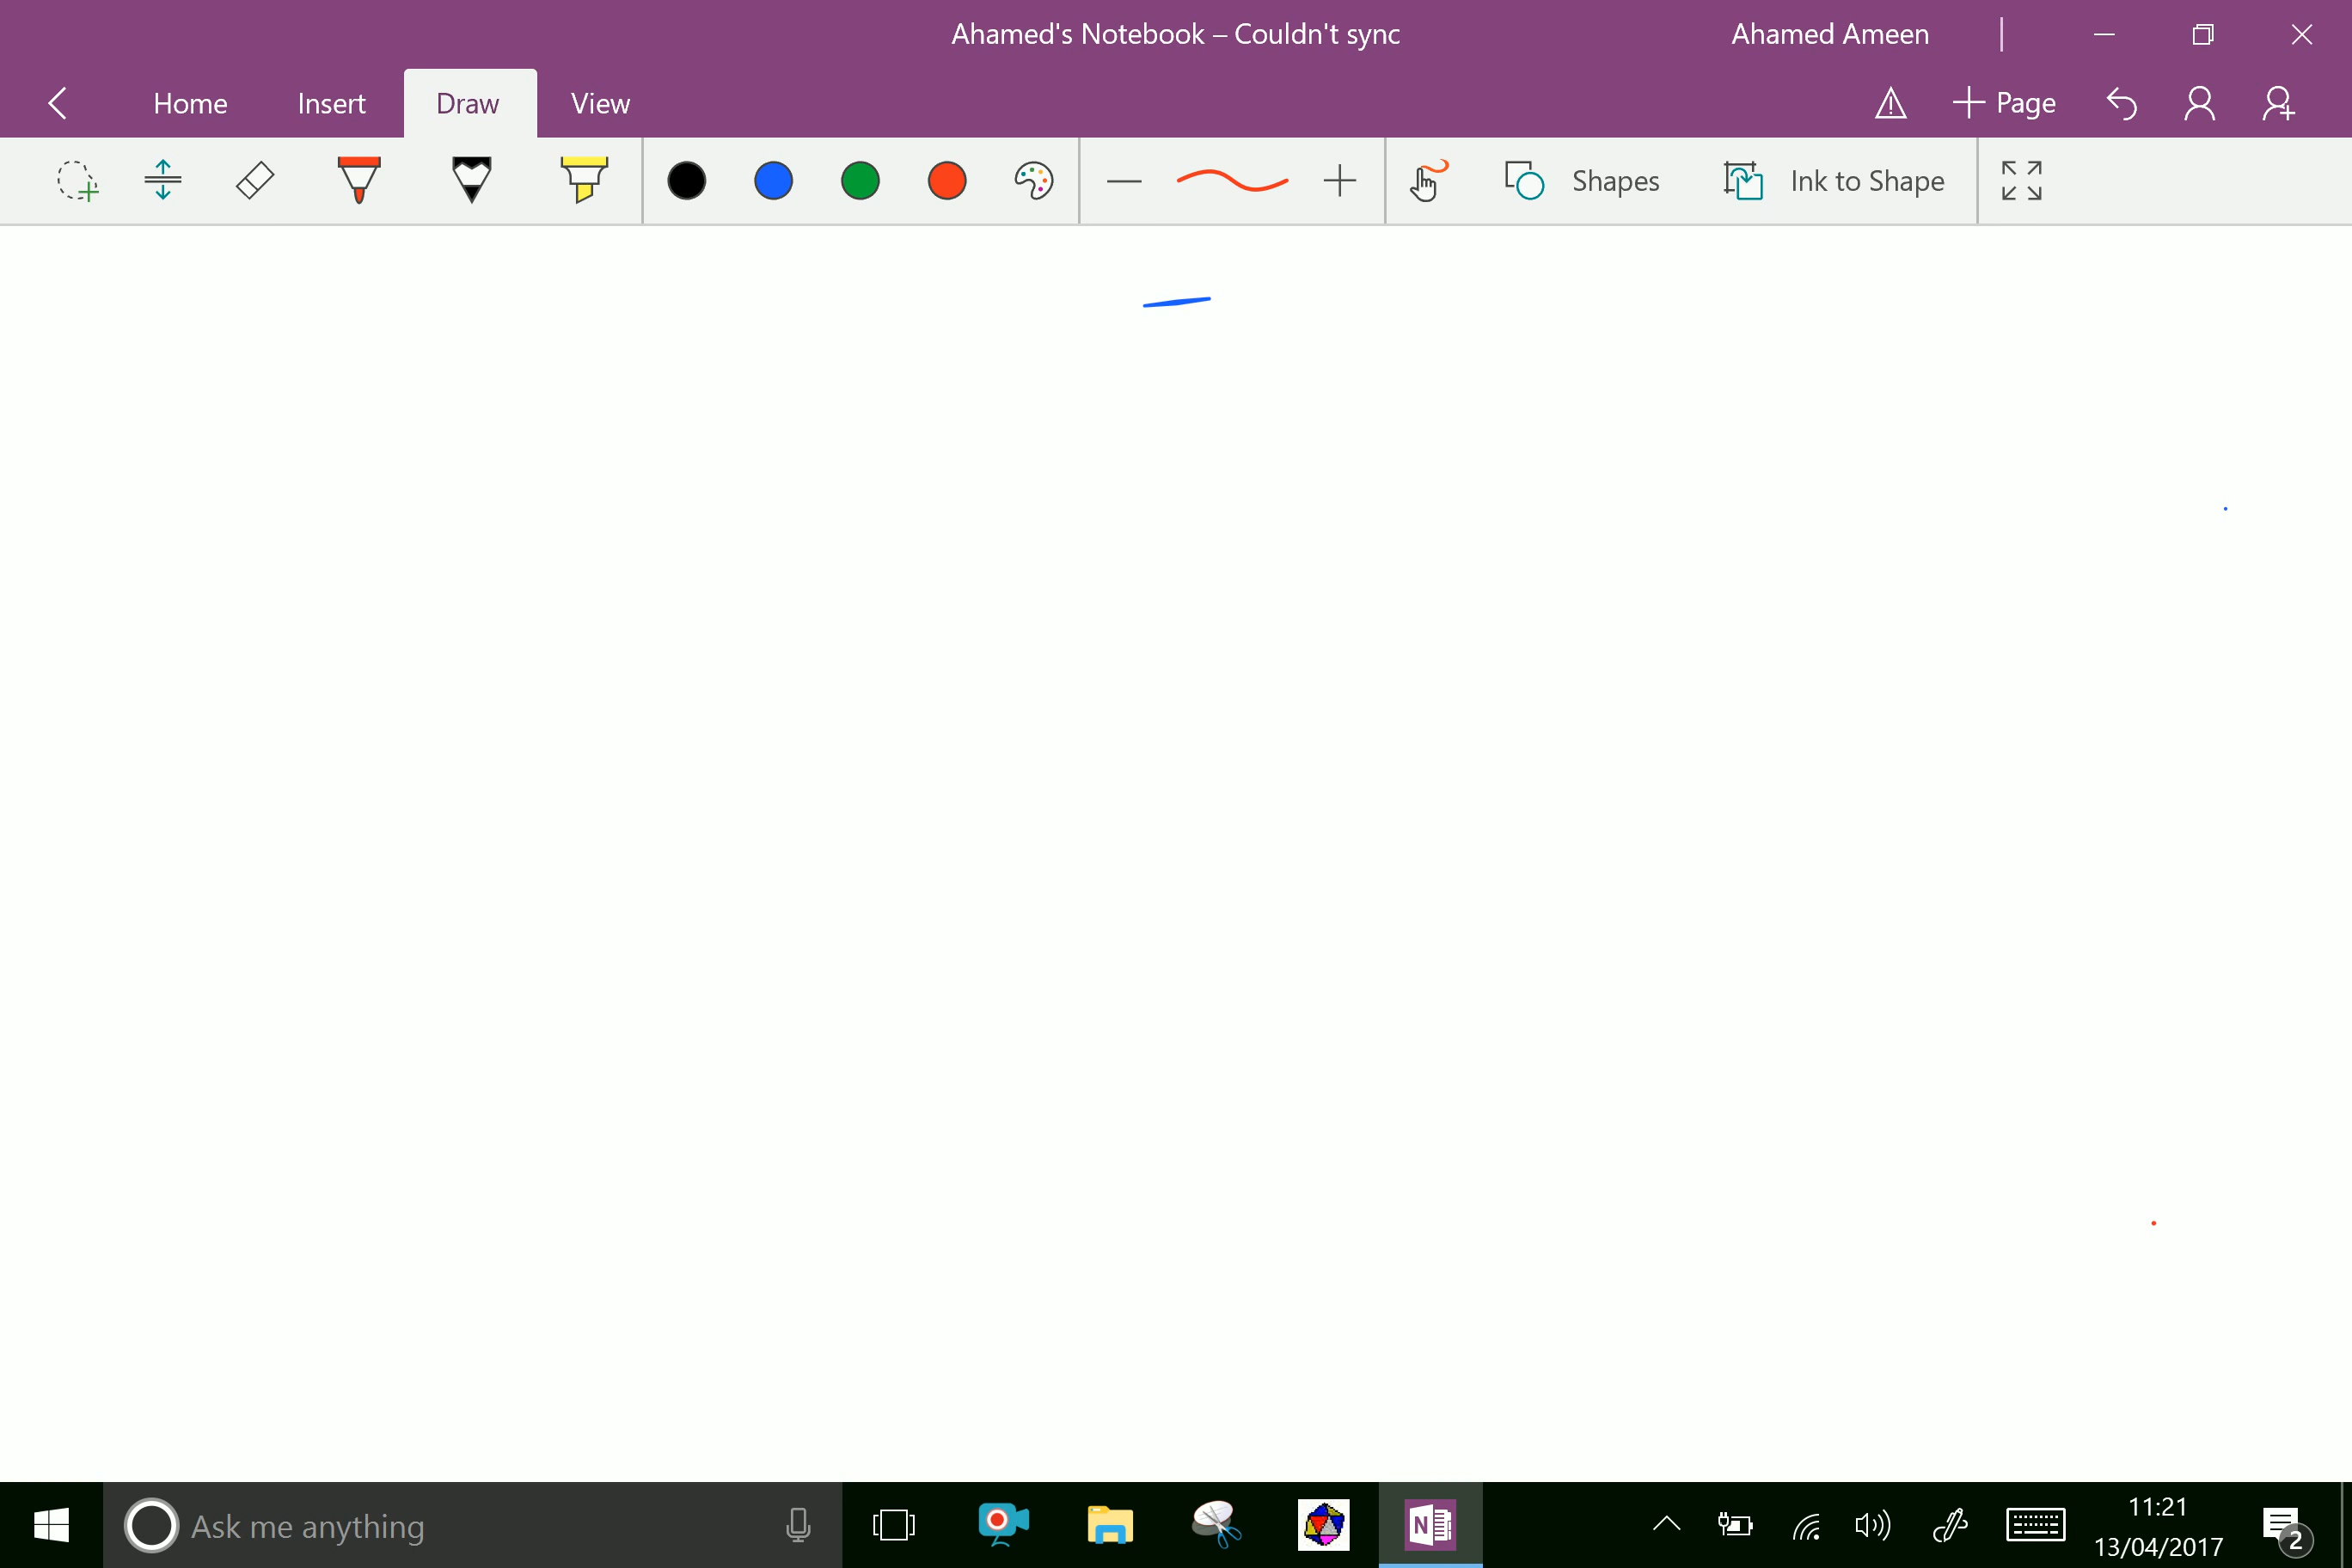 Ahamed's Notebook – Couldn't sync
Ahamed Ameen
Home Insert Draw View
Page
Shapes Ink to Shape
Ask me anything
N
11:21
13/04/2017
2